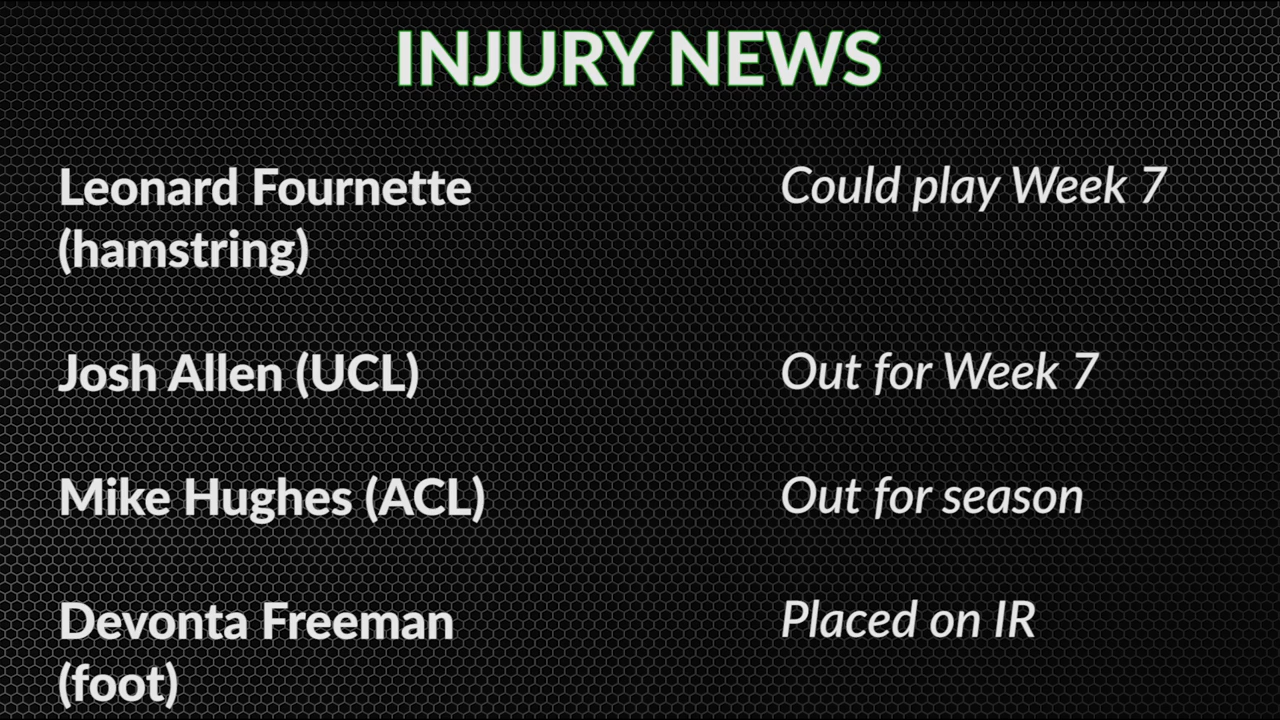 INJURY NEWS
Leonard Fournette Could play Week 7
(hamstring)
Josh Allen (UCL) Out for Week 7
Mike Hughes (ACL) Out for season
Devonta Freeman Placed on IR
(foot)